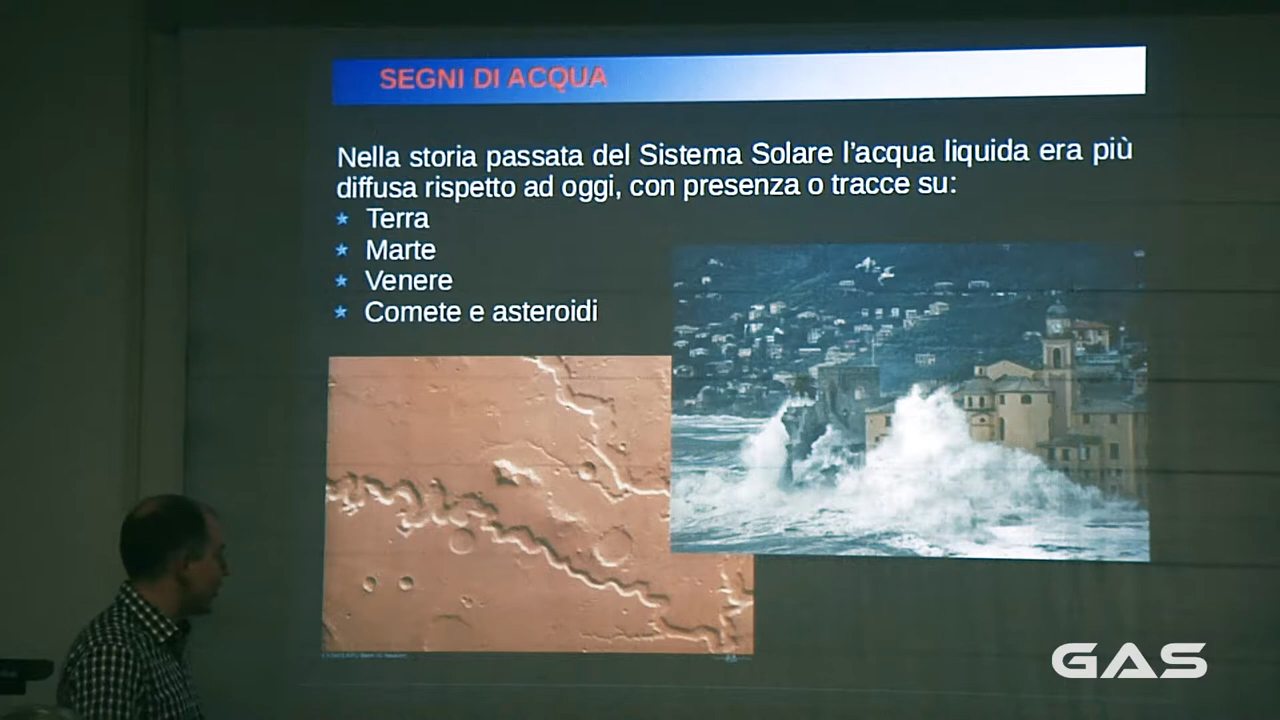 SEGNI DI ACQUA
Nella storia passata del Sistema Solare l'acqua liquida era più
diffusa rispetto ad oggi, con presenza o tracce su:
Terra
Marte
Venere
Comete e asteroidi
GAS